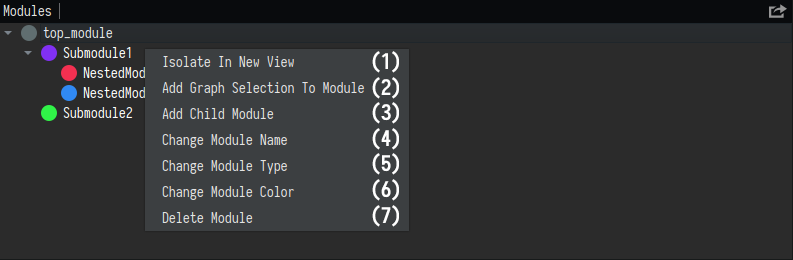 Modules
top_module
Submodule1
NestedMod
NestedMod
Submodule2
Isolate In New View (1)
Add Graph Selection To Module (2)
Add Child Module (3)
Change Module Name (4)
Change Module Type (5)
Change Module Color (6)
Delete Module (7)